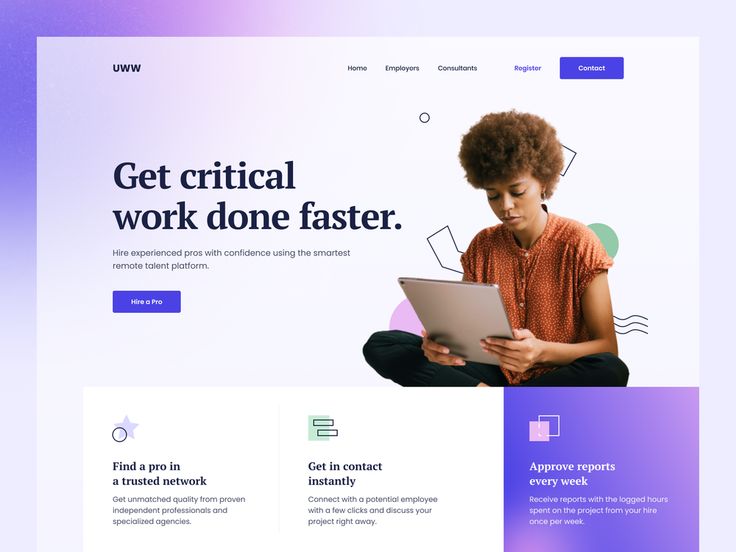 UWW
Home Employors Consultants Register Contact
Get critical
work done faster.
Hire experienced pros with confidence using the smartest
remote talent platform.
Hire a Pro
Find a pro in
a trusted network
Get unmatched quality from proven
independent professionals and
specialized agencies.
Get in contact
instantly
Connect with a potential employee
with a few clicks and discuss your
project right away.
Approve reports
every week
Receive reports with the logged hours
spent on the project from your hire
once per week.